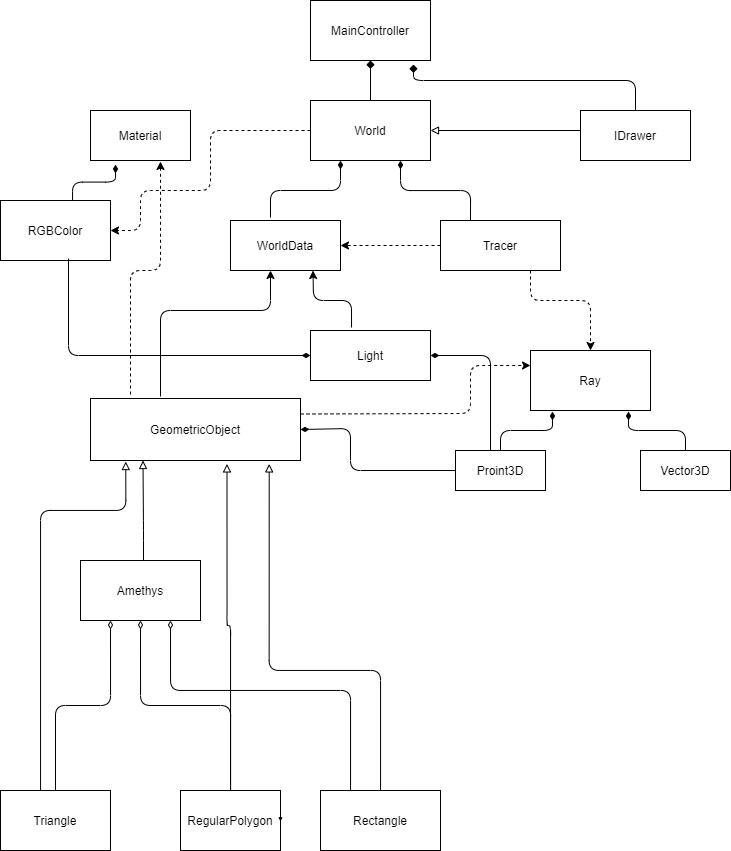 MainController
Material
World
IDrawer
RGBColor
WorldData
Tracer
Light
Ray
GeometricObject
Proint3D
Vector3D
Amethys
Triangle
RegularPolygon
Rectangle